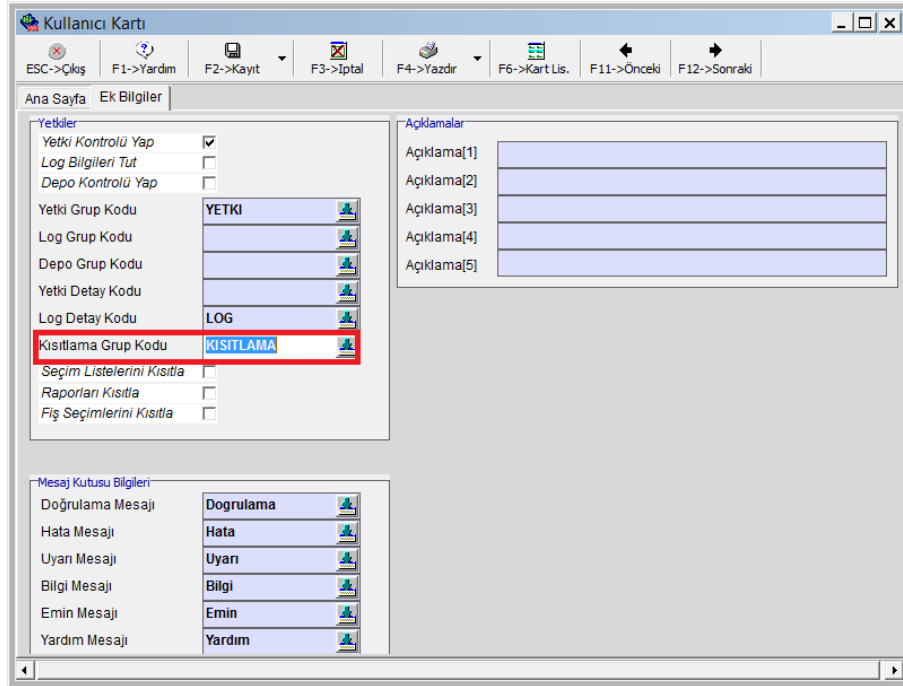 Kullanıcı Kartı
ESC->Çıkış F1->Yardım F2->Kayıt F3->Iptal F4->Yazdır F6->Kart Lis. F11->Önceki F12->Sonraki
Ana Sayfa Ek Bilgiler
Yetkiler
Yetki Kontrolü Yap
Log Bilgileri Tut
Depo Kontrolü Yap
Yetki Grup Kodu YETKI
Log Grup Kodu
Depo Grup Kodu
Yetki Detay Kodu
Log Detay Kodu LOG
Kısıtlama Grup Kodu KISITLAMA
Seçim Listelerini Kısıtla
Raporları Kısıtla
Fiş Seçimlerini Kısıtla
Açıklamalar
Açıklama[1]
Açıklama[2]
Açıklama[3]
Açıklama[4]
Açıklama[5]
Mesaj Kutusu Bilgileri
Doğrulama Mesajı Dogrulama
Hata Mesajı Hata
Uyarı Mesajı Uyarı
Bilgi Mesajı Bilgi
Emin Mesajı Emin
Yardım Mesajı Yardım